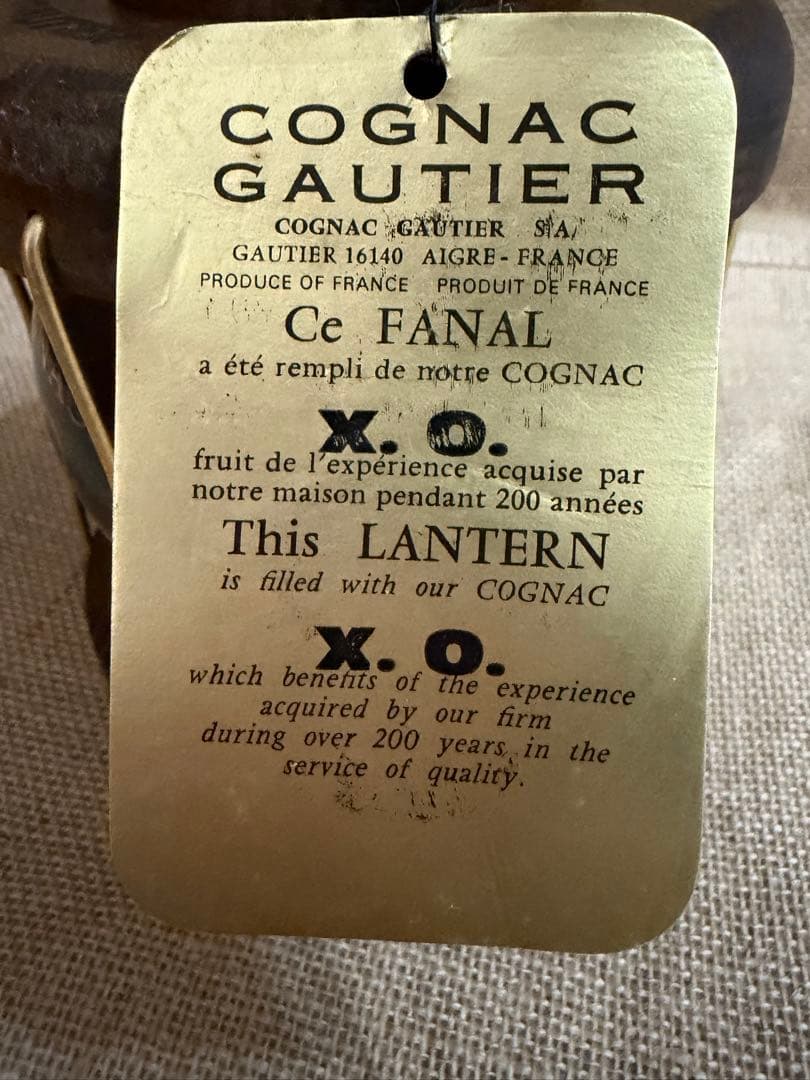 COGNAC
GAUTIER
COGNAC GAUTIER S.A.
GAUTIER 16140 AIGRE - FRANCE
PRODUCE OF FRANCE PRODUIT DE FRANCE
Ce FANAL
a été rempli de notre COGNAC
X. O.
fruit de l'expérience acquise par
notre maison pendant 200 années
This LANTERN
is filled with our COGNAC
X. O.
which benefits of the experience
acquired by our firm
during over 200 years in the
service of quality.